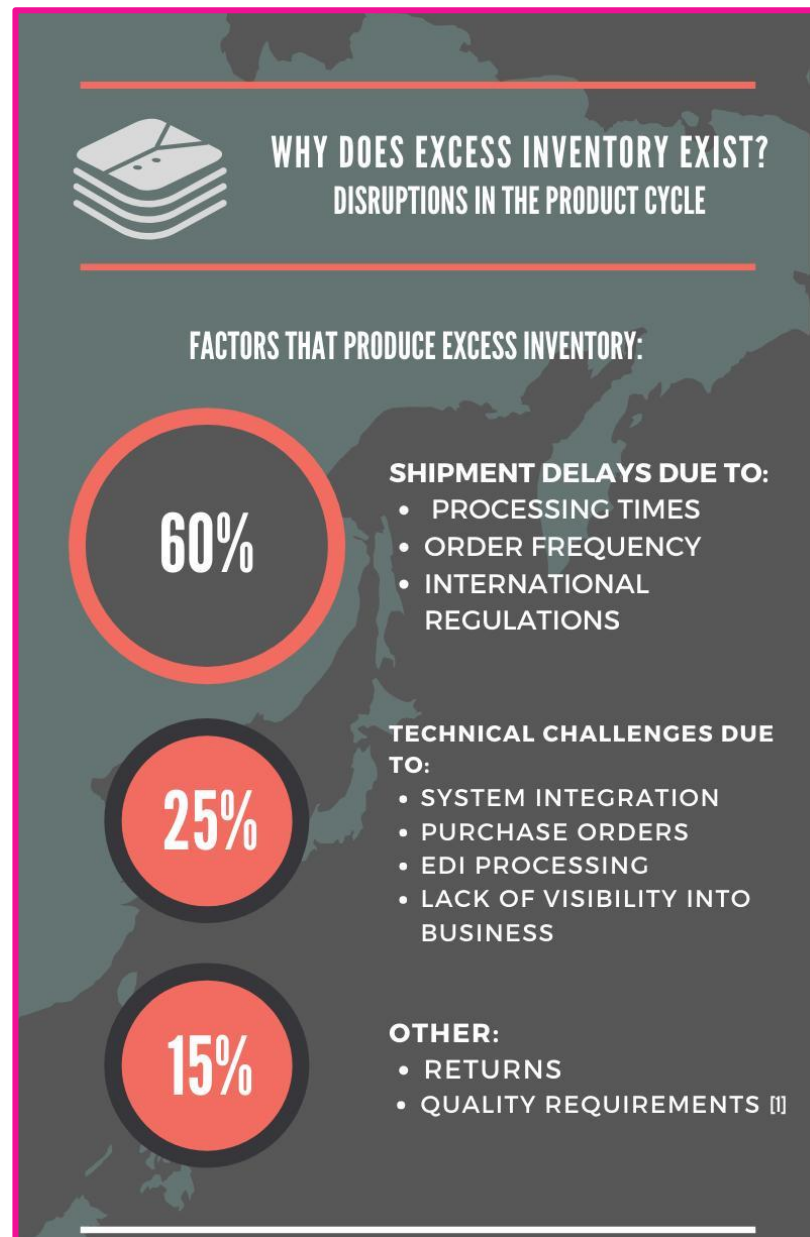 WHY DOES EXCESS INVENTORY EXIST?
DISRUPTIONS IN THE PRODUCT CYCLE
FACTORS THAT PRODUCE EXCESS INVENTORY:
60%
SHIPMENT DELAYS DUE TO:
• PROCESSING TIMES
• ORDER FREQUENCY
• INTERNATIONAL
REGULATIONS
25%
TECHNICAL CHALLENGES DUE
TO:
• SYSTEM INTEGRATION
• PURCHASE ORDERS
• EDI PROCESSING
• LACK OF VISIBILITY INTO
BUSINESS
15%
OTHER:
• RETURNS
• QUALITY REQUIREMENTS [1]